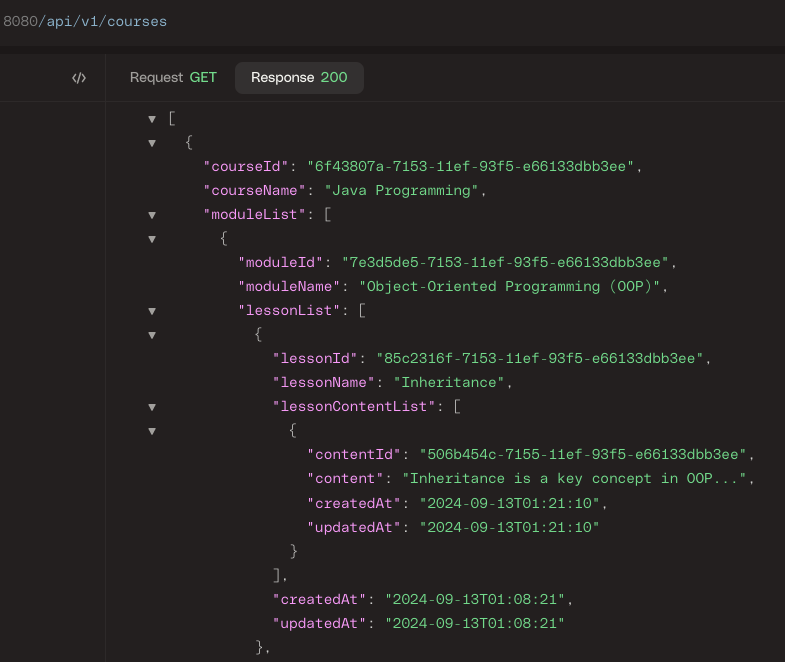 8080/api/v1/courses
</> Request GET Response 200
[
{
"courseId": "6f43807a-7153-11ef-93f5-e66133dbb3ee",
"courseName": "Java Programming",
"moduleList": [
{
"moduleId": "7e3d5de5-7153-11ef-93f5-e66133dbb3ee",
"moduleName": "Object-Oriented Programming (OOP)",
"lessonList": [
{
"lessonId": "85c2316f-7153-11ef-93f5-e66133dbb3ee",
"lessonName": "Inheritance",
"lessonContentList": [
{
"contentId": "506b454c-7155-11ef-93f5-e66133dbb3ee",
"content": "Inheritance is a key concept in OOP...",
"createdAt": "2024-09-13T01:21:10",
"updatedAt": "2024-09-13T01:21:10"
}
],
"createdAt": "2024-09-13T01:08:21",
"updatedAt": "2024-09-13T01:08:21"
},